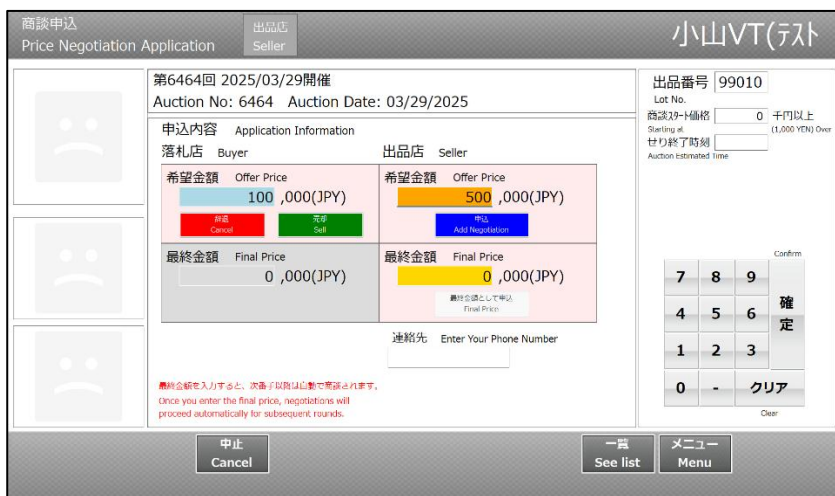 商談申込
Price Negotiation Application
出品店
Seller
小山VT(テスト
第6464回 2025/03/29開催
Auction No: 6464 Auction Date: 03/29/2025
申込内容 Application Information
落札店 Buyer
出品店 Seller
希望金額 Offer Price
100 ,000(JPY)
辞退
Cancel
売却
Sell
希望金額 Offer Price
500 ,000(JPY)
申込
Add Negotiation
最終金額 Final Price
0 ,000(JPY)
最終金額 Final Price
0 ,000(JPY)
最終金額として申込
Final Price
連絡先 Enter Your Phone Number
最終金額を入力すると、次番手以降は自動で商談されます。
Once you enter the final price, negotiations will
proceed automatically for subsequent rounds.
出品番号 99010
Lot No.
商談スタート価格 0 千円以上
Starting at (1,000 YEN) Over
せり終了時刻
Auction Estimated Time
Confirm
7 8 9
確定
4 5 6
1 2 3
0 - クリア
Clear
中止
Cancel
一覧
See list
メニュー
Menu